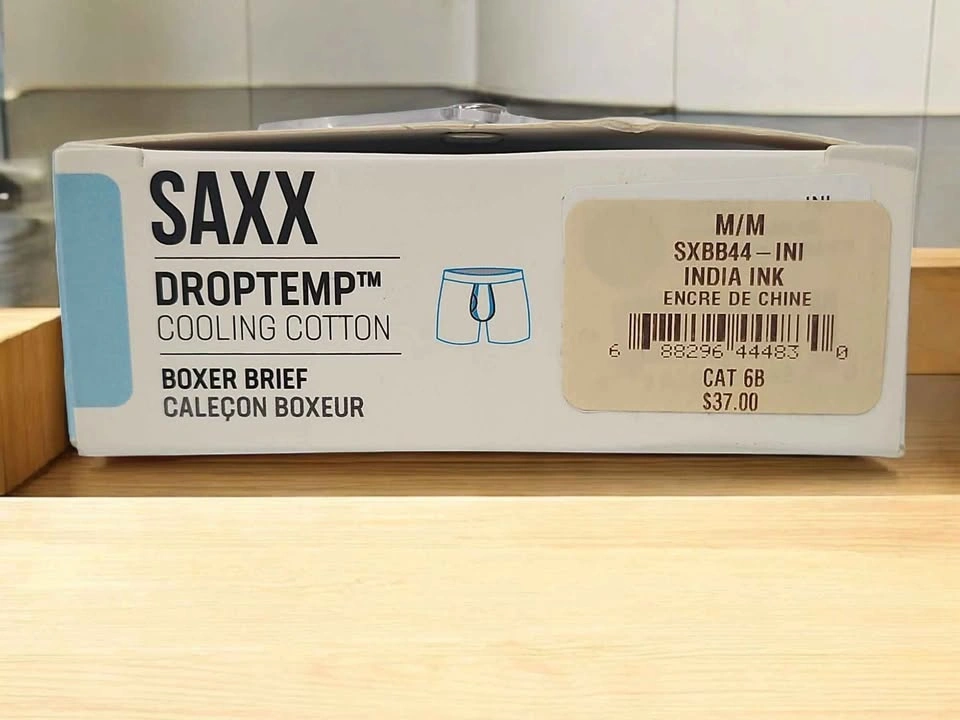 SAXX
DROPTEMP™
COOLING COTTON
BOXER BRIEF
CALEÇON BOXEUR
M/M
SXBB44-INI
INDIA INK
ENCRE DE CHINE
6 88296 44483 0
CAT 6B
$37.00